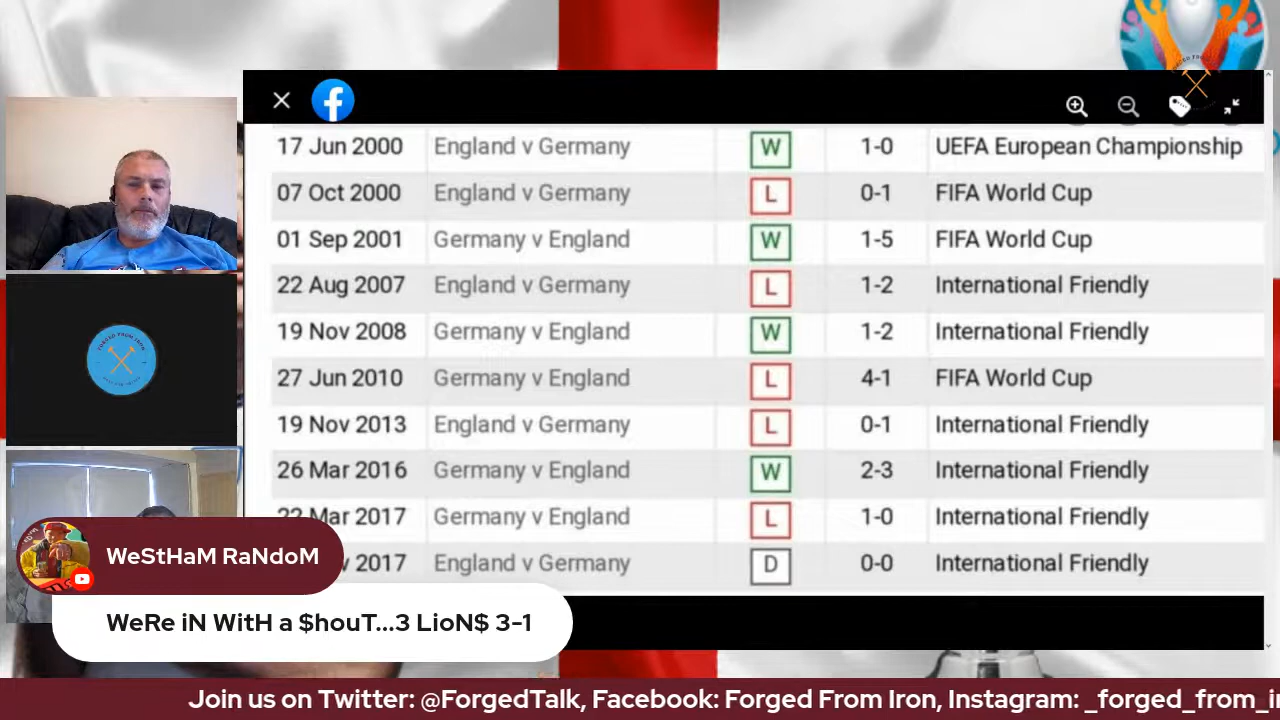 17 Jun 2000 England v Germany W 1-0 UEFA European Championship
07 Oct 2000 England v Germany L 0-1 FIFA World Cup
01 Sep 2001 Germany v England W 1-5 FIFA World Cup
22 Aug 2007 England v Germany L 1-2 International Friendly
19 Nov 2008 Germany v England W 1-2 International Friendly
27 Jun 2010 Germany v England L 4-1 FIFA World Cup
19 Nov 2013 England v Germany L 0-1 International Friendly
26 Mar 2016 Germany v England W 2-3 International Friendly
Mar 2017 Germany v England L 1-0 International Friendly
2017 England v Germany D 0-0 International Friendly
FORGED FROM IRON
WeStHaM RaNdoM
WeRe iN WitH a $houT...3 LioN$ 3-1
Join us on Twitter: @ForgedTalk, Facebook: Forged From Iron, Instagram: _forged_from_i